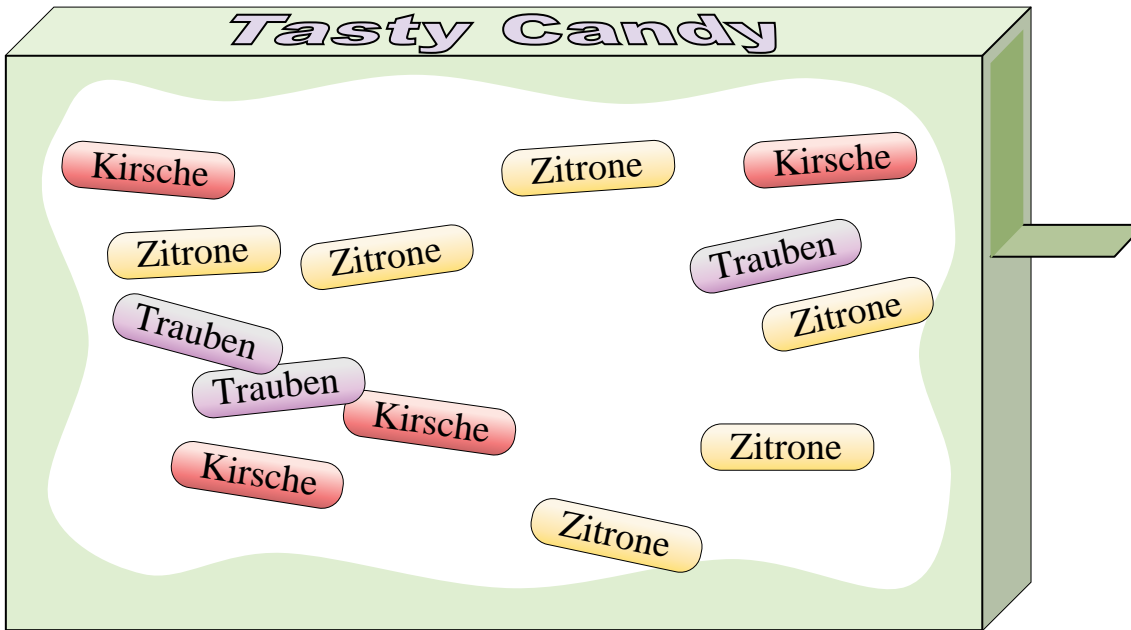 Tasty Candy
Kirsche
Zitrone
Kirsche
Zitrone
Zitrone
Trauben
Zitrone
Trauben
Trauben
Kirsche
Zitrone
Kirsche
Zitrone